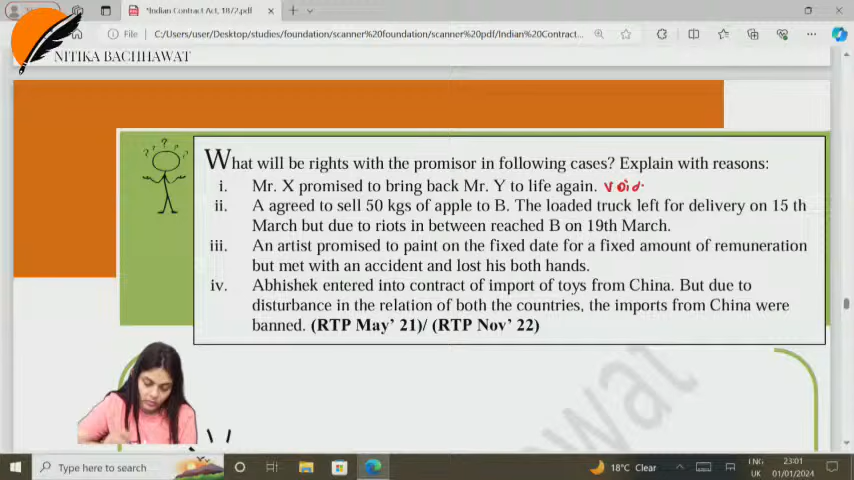 *Indian Contract Act, 1872.pdf
File
C:/Users/user/Desktop/studies/foundation/scanner%20foundation/scanner%20pdf/Indian%20Contract...
NITIKA BACHHAWAT
What will be rights with the promisor in following cases? Explain with reasons:
i. Mr. X promised to bring back Mr. Y to life again. void.
ii. A agreed to sell 50 kgs of apple to B. The loaded truck left for delivery on 15 th
March but due to riots in between reached B on 19th March.
iii. An artist promised to paint on the fixed date for a fixed amount of remuneration
but met with an accident and lost his both hands.
iv. Abhishek entered into contract of import of toys from China. But due to
disturbance in the relation of both the countries, the imports from China were
banned. (RTP May' 21)/ (RTP Nov' 22)
Type here to search
18°C Clear
ENG
UK
23:01
01/01/2024